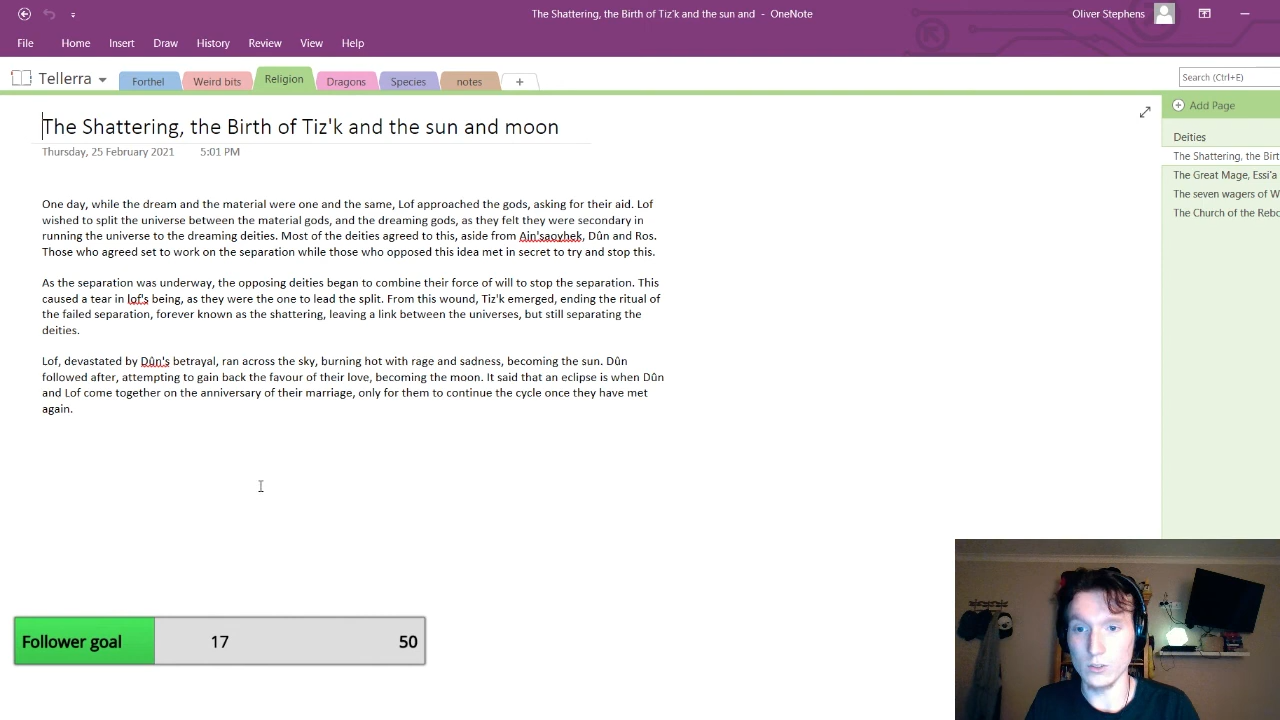 The Shattering, the Birth of Tiz'k and the sun and - OneNote
Oliver Stephens
File Home Insert Draw History Review View Help
Tellerra Forthel Weird bits Religion Dragons Species notes +
Search (Ctrl+E)
The Shattering, the Birth of Tiz'k and the sun and moon
Thursday, 25 February 2021 5:01 PM
One day, while the dream and the material were one and the same, Lof approached the gods, asking for their aid. Lof
wished to split the universe between the material gods, and the dreaming gods, as they felt they were secondary in
running the universe to the dreaming deities. Most of the deities agreed to this, aside from Ain'saoyhek, Dûn and Ros.
Those who agreed set to work on the separation while those who opposed this idea met in secret to try and stop this.
As the separation was underway, the opposing deities began to combine their force of will to stop the separation. This
caused a tear in lof's being, as they were the one to lead the split. From this wound, Tiz'k emerged, ending the ritual of
the failed separation, forever known as the shattering, leaving a link between the universes, but still separating the
deities.
Lof, devastated by Dûn's betrayal, ran across the sky, burning hot with rage and sadness, becoming the sun. Dûn
followed after, attempting to gain back the favour of their love, becoming the moon. It said that an eclipse is when Dûn
and Lof come together on the anniversary of their marriage, only for them to continue the cycle once they have met
again.
Add Page
Deities
The Shattering, the Birt
The Great Mage, Essi'a
The seven wagers of W
The Church of the Rebo
Follower goal 17 50